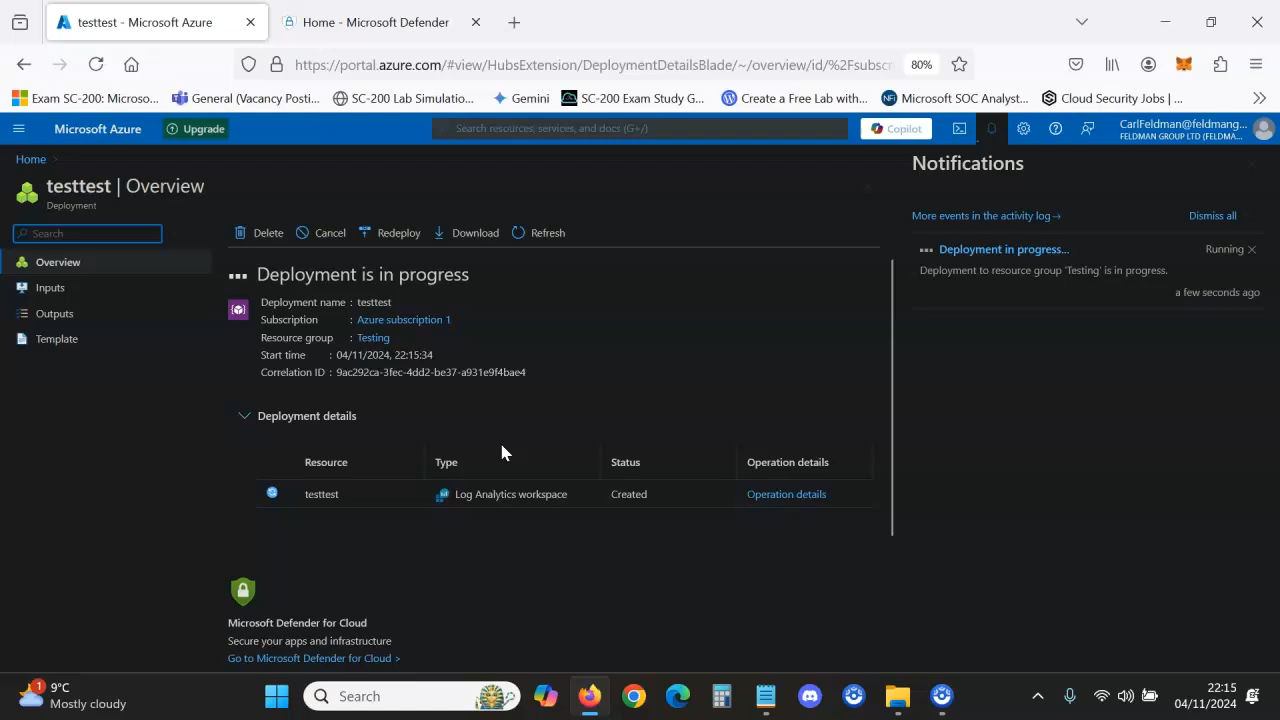 testtest - Microsoft Azure
Home - Microsoft Defender
https://portal.azure.com/#view/HubsExtension/DeploymentDetailsBlade/~/overview/id/%2Fsubscr
80%
Exam SC-200: Microso...
General (Vacancy Posti...
SC-200 Lab Simulatio...
Gemini
SC-200 Exam Study G...
Create a Free Lab with...
Microsoft SOC Analyst...
Cloud Security Jobs | ...
Microsoft Azure
Upgrade
Search resources, services, and docs (G+/)
Copilot
CarlFeldman@feldmang...
FELDMAN GROUP LTD (FELDMA...
Home
testtest | Overview
Deployment
Search
Overview
Inputs
Outputs
Template
Delete
Cancel
Redeploy
Download
Refresh
Deployment is in progress
Deployment name : testtest
Subscription : Azure subscription 1
Resource group : Testing
Start time : 04/11/2024, 22:15:34
Correlation ID : 9ac292ca-3fec-4dd2-be37-a931e9f4bae4
Deployment details
Resource Type Status Operation details
testtest Log Analytics workspace Created Operation details
Microsoft Defender for Cloud
Secure your apps and infrastructure
Go to Microsoft Defender for Cloud >
Notifications
More events in the activity log →
Dismiss all
Deployment in progress...
Running
Deployment to resource group 'Testing' is in progress.
a few seconds ago
1
9°C
Mostly cloudy
Search
22:15
04/11/2024